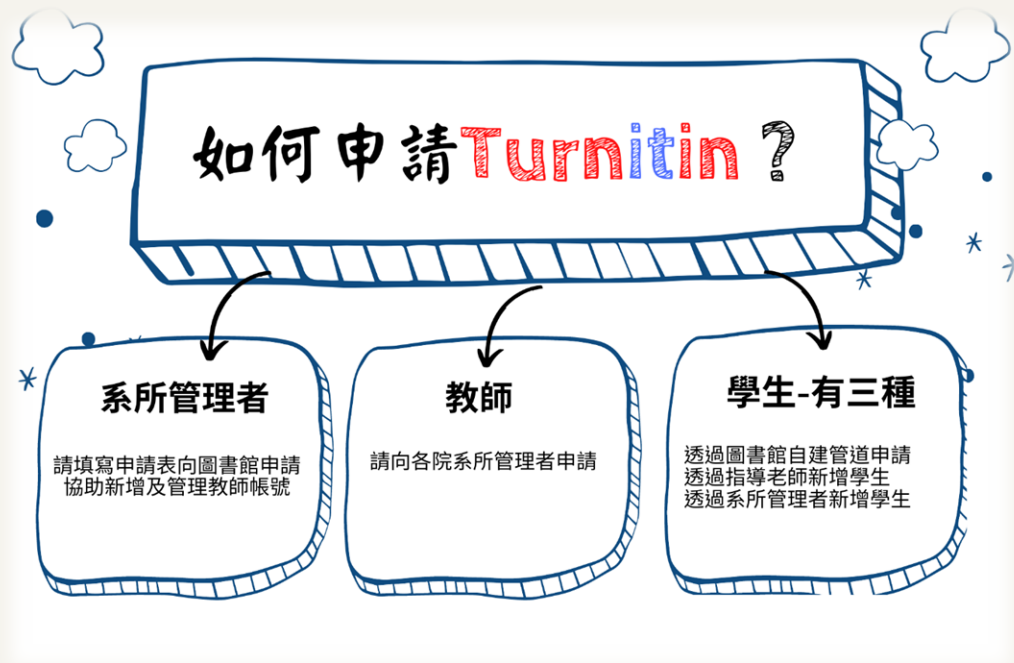 如何申請Turnitin？
系所管理者
請填寫申請表向圖書館申請
協助新增及管理教師帳號
教師
請向各院系所管理者申請
學生-有三種
透過圖書館自建管道申請
透過指導老師新增學生
透過系所管理者新增學生